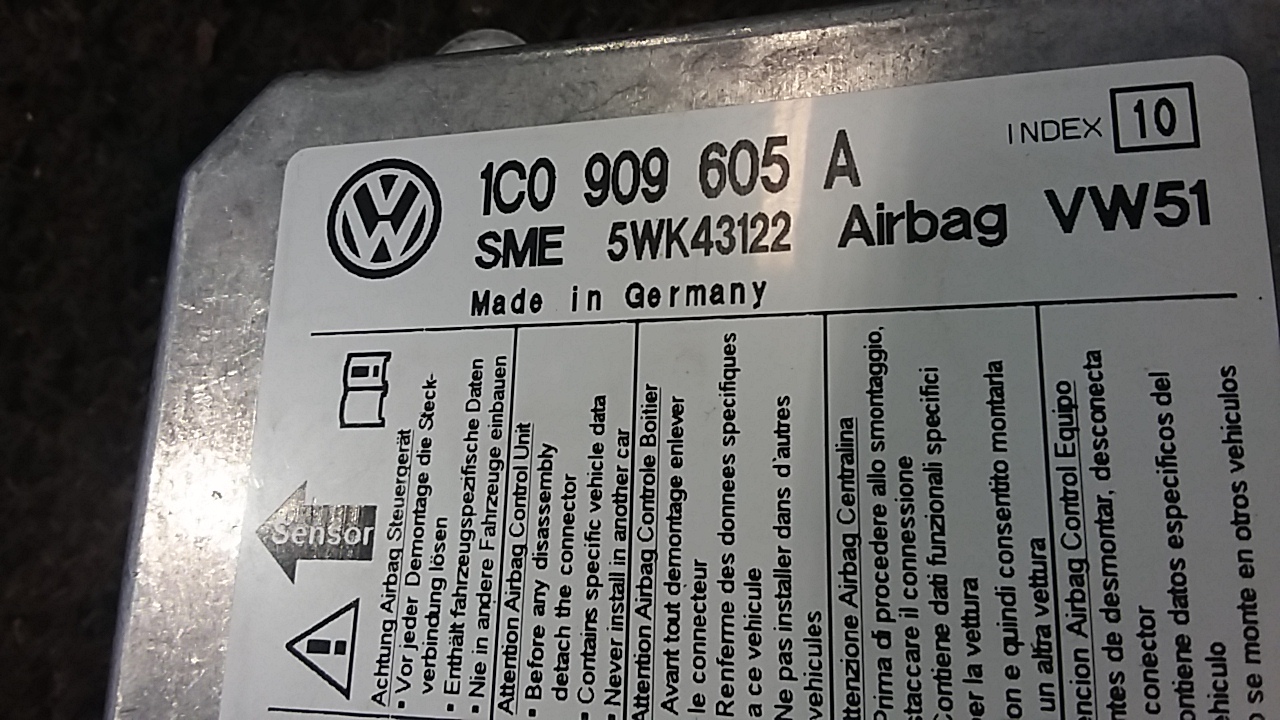 1C0 909 605 A
INDEX 10
SME 5WK43122 Airbag VW51
Made in Germany
Sensor
Achtung Airbag Steuergerät
▪ Vor jeder Demontage die Steck-
verbindung lösen
▪ Enthält fahrzeugspezifische Daten
▪ Nie in andere Fahrzeuge einbauen
Attention Airbag Control Unit
▪ Before any disassembly
detach the connector
▪ Contains specific vehicle data
▪ Never install in another car
Attention Airbag Controle Boitier
Avant tout demontage enlever
le connecteur
Renferme des donnees specifiques
a ce vehicule
Ne pas installer dans d'autres
vehicules
Attenzione Airbag Centralina
Prima di procedere allo smontaggio,
staccare il connessione
Contiene dati funzionali specifici
per la vettura
on e quindi consentito montarla
un altra vettura
encion Airbag Control Equipo
ntes de desmontar, desconecta
conector
ontiene datos especificos del
hiculo
o se monte en otros vehiculos